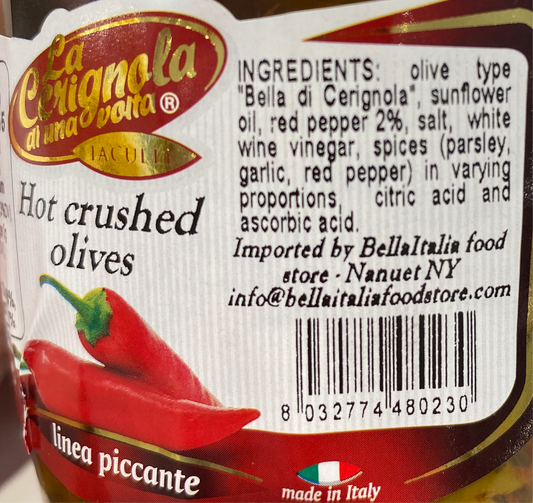 La
Cerignola
di una volta ®
IACULLI
Hot crushed
olives
INGREDIENTS: olive type
"Bella di Cerignola", sunflower
oil, red pepper 2%, salt, white
wine vinegar, spices (parsley,
garlic, red pepper) in varying
proportions, citric acid and
ascorbic acid.
Imported by BellaItalia food
store - Nanuet NY
info@bellaitaliafoodstore.com
8 032774 480230
linea piccante
made in Italy